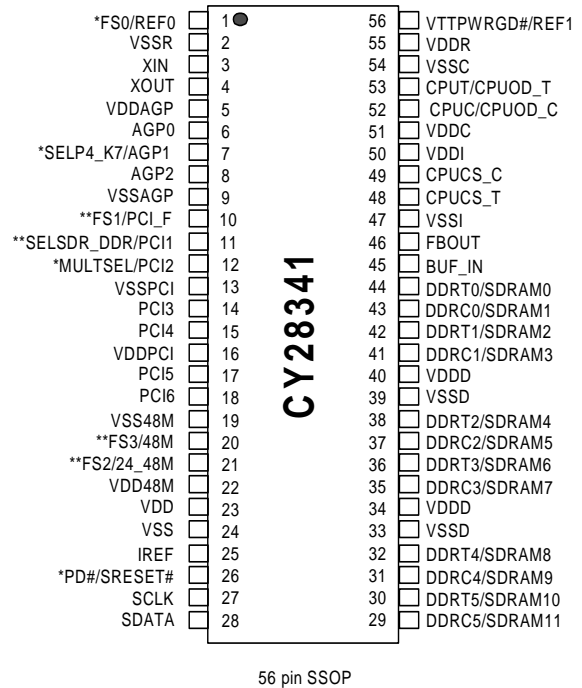 *FS0/REF0 1 56 VTTPWRGD#/REF1
VSSR 2 55 VDDR
XIN 3 54 VSSC
XOUT 4 53 CPUT/CPUOD_T
VDDAGP 5 52 CPUC/CPUOD_C
AGP0 6 51 VDDC
*SELP4_K7/AGP1 7 50 VDDI
AGP2 8 49 CPUCS_C
VSSAGP 9 48 CPUCS_T
**FS1/PCI_F 10 47 VSSI
**SELSDR_DDR/PCI1 11 46 FBOUT
*MULTSEL/PCI2 12 45 BUF_IN
VSSPCI 13 44 DDRT0/SDRAM0
PCI3 14 43 DDRC0/SDRAM1
PCI4 15 42 DDRT1/SDRAM2
VDDPCI 16 41 DDRC1/SDRAM3
PCI5 17 40 VDDD
PCI6 18 39 VSSD
VSS48M 19 38 DDRT2/SDRAM4
**FS3/48M 20 37 DDRC2/SDRAM5
**FS2/24_48M 21 36 DDRT3/SDRAM6
VDD48M 22 35 DDRC3/SDRAM7
VDD 23 34 VDDD
VSS 24 33 VSSD
IREF 25 32 DDRT4/SDRAM8
*PD#/SRESET# 26 31 DDRC4/SDRAM9
SCLK 27 30 DDRT5/SDRAM10
SDATA 28 29 DDRC5/SDRAM11
CY28341
56 pin SSOP